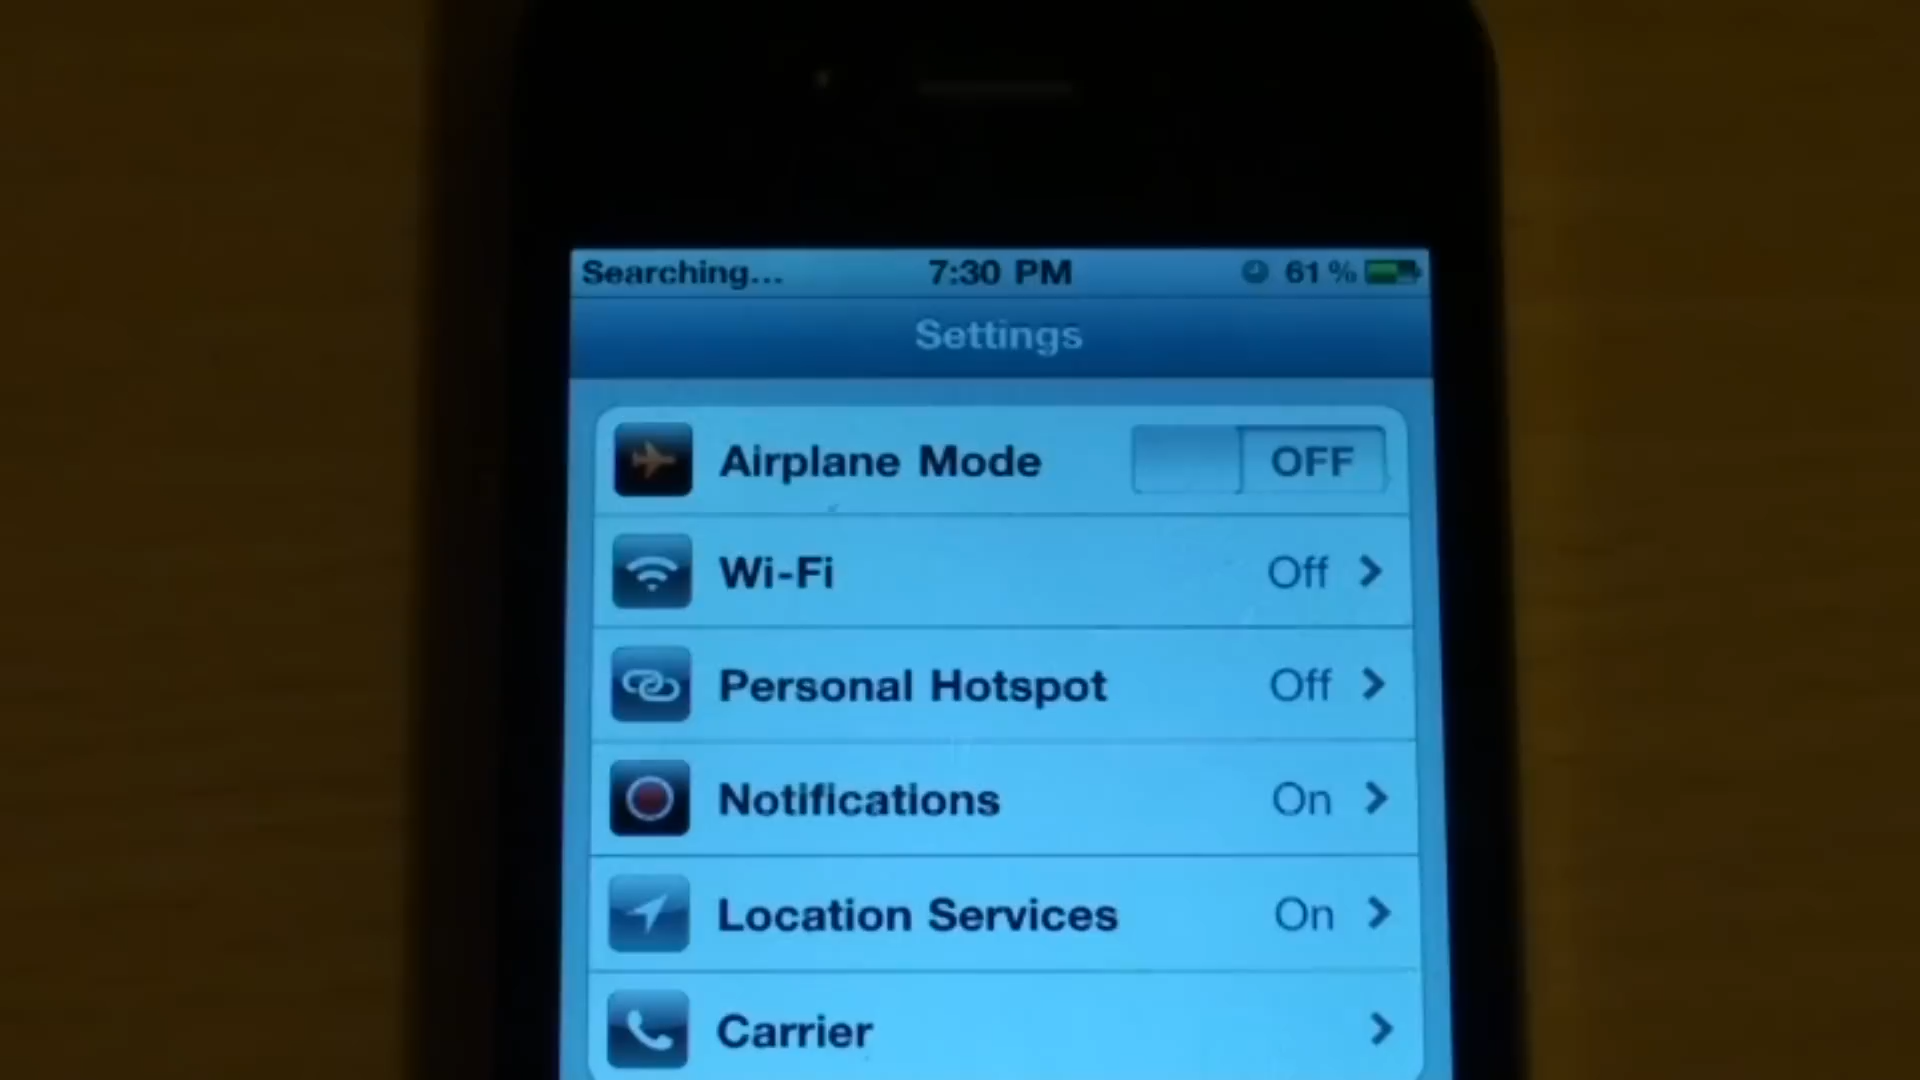 Searching... 7:30 PM 61 %
Settings
Airplane Mode OFF
Wi-Fi Off
Personal Hotspot Off
Notifications On
Location Services On
Carrier